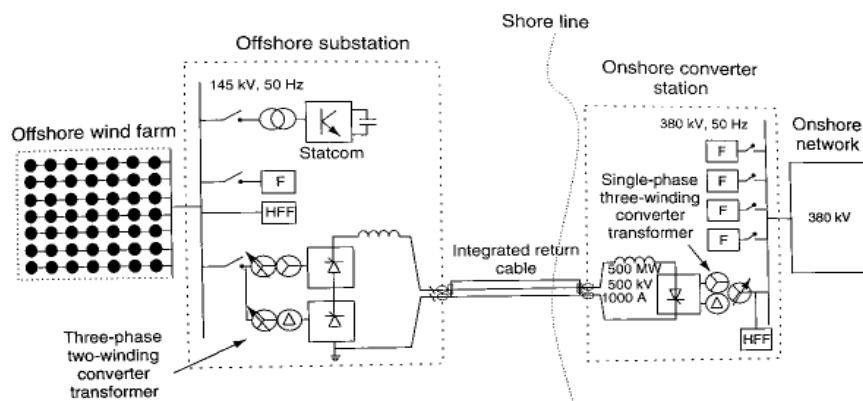 Shore line
Offshore substation
Onshore converter
station
145 kV, 50 Hz
380 kV, 50 Hz
Offshore wind farm
Statcom
Onshore
network
F
HFF
F
F
F
F
Single-phase
three-winding
converter
transformer
380 kV
Integrated return
cable
500 MW
500 kV
1000 A
HFF
Three-phase
two-winding
converter
transformer